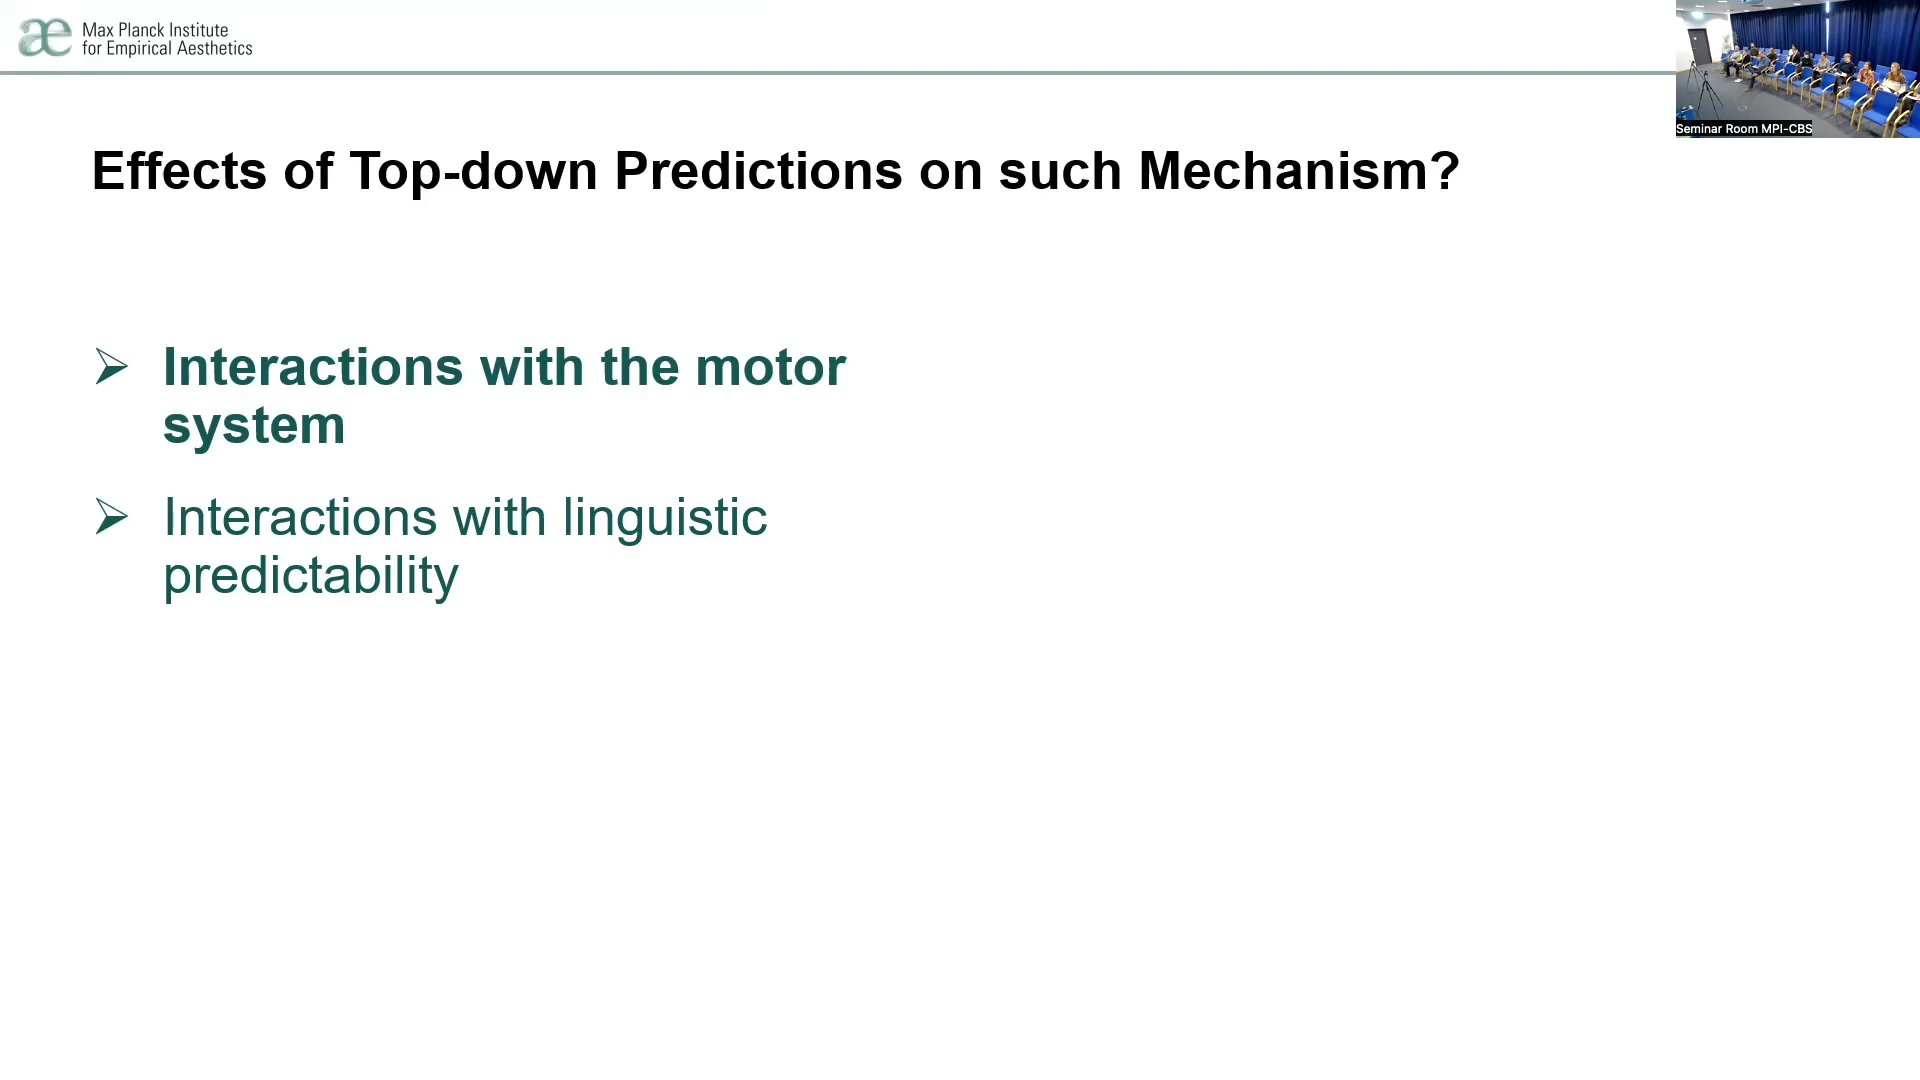 æ Max Planck Institute
for Empirical Aesthetics
Seminar Room MPI-CBS
Effects of Top-down Predictions on such Mechanism?
Interactions with the motor
system
Interactions with linguistic
predictability